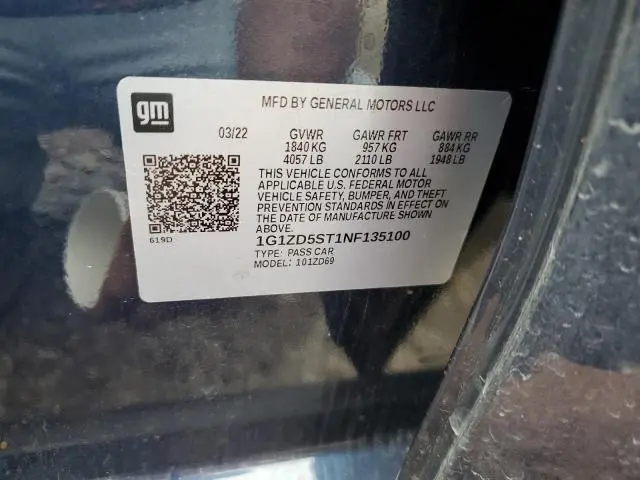 gm
MFD BY GENERAL MOTORS LLC
03/22 GVWR GAWR FRT GAWR RR
1840 KG 957 KG 884 KG
4057 LB 2110 LB 1948 LB
THIS VEHICLE CONFORMS TO ALL
APPLICABLE U.S. FEDERAL MOTOR
VEHICLE SAFETY, BUMPER, AND THEFT
PREVENTION STANDARDS IN EFFECT ON
THE DATE OF MANUFACTURE SHOWN
ABOVE.
619D
1G1ZD5ST1NF135100
TYPE: PASS CAR
MODEL: 101ZD69